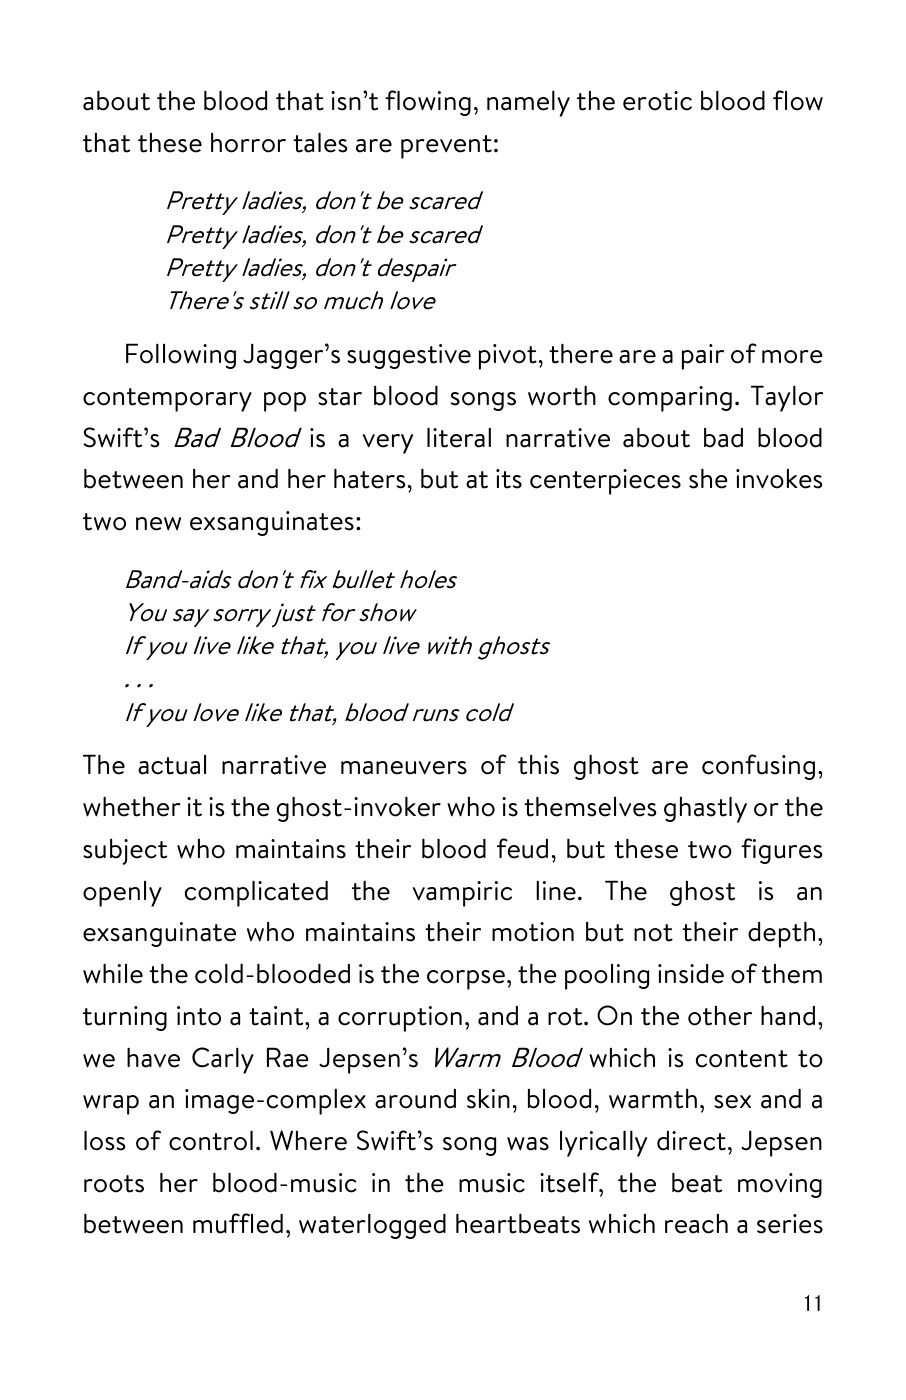 about the blood that isn’t flowing, namely the erotic blood flow
that these horror tales are prevent:
Pretty ladies, don't be scared
Pretty ladies, don't be scared
Pretty ladies, don't despair
There's still so much love
Following Jagger’s suggestive pivot, there are a pair of more
contemporary pop star blood songs worth comparing. Taylor
Swift’s Bad Blood is a very literal narrative about bad blood
between her and her haters, but at its centerpieces she invokes
two new exsanguinates:
Band-aids don't fix bullet holes
You say sorry just for show
If you live like that, you live with ghosts
. . .
If you love like that, blood runs cold
The actual narrative maneuvers of this ghost are confusing,
whether it is the ghost-invoker who is themselves ghastly or the
subject who maintains their blood feud, but these two figures
openly complicated the vampiric line. The ghost is an
exsanguinate who maintains their motion but not their depth,
while the cold-blooded is the corpse, the pooling inside of them
turning into a taint, a corruption, and a rot. On the other hand,
we have Carly Rae Jepsen’s Warm Blood which is content to
wrap an image-complex around skin, blood, warmth, sex and a
loss of control. Where Swift’s song was lyrically direct, Jepsen
roots her blood-music in the music itself, the beat moving
between muffled, waterlogged heartbeats which reach a series
11